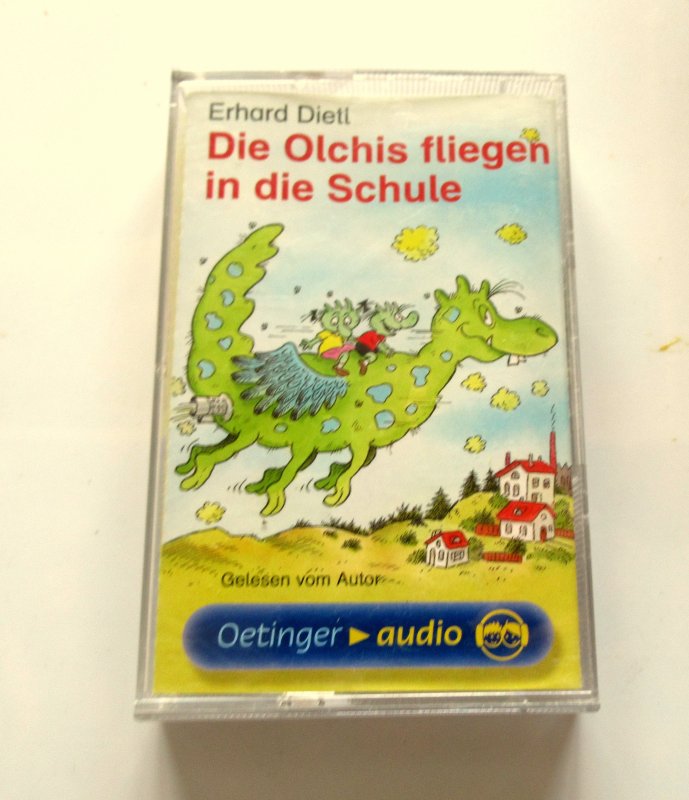 Erhard Dietl
Die Olchis fliegen
in die Schule
Gelesen vom Autor
Oetinger audio